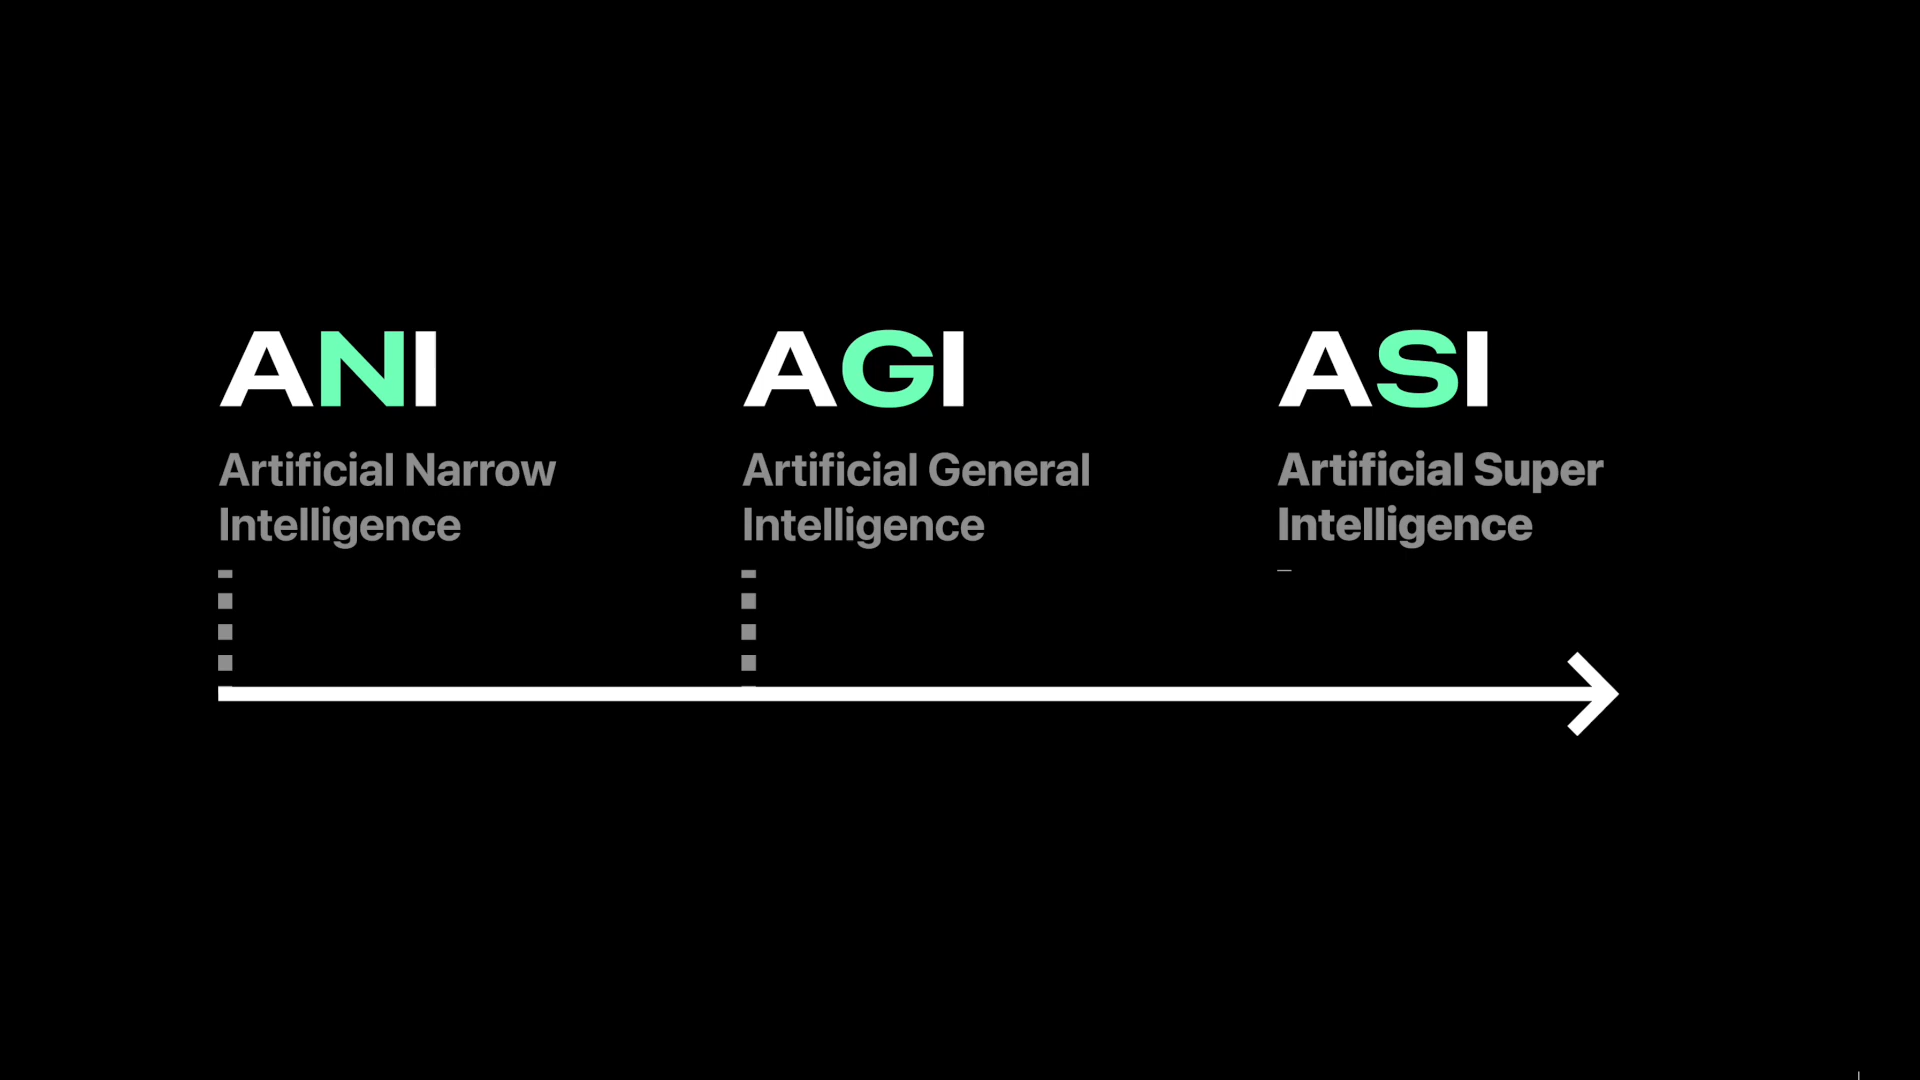 ANI
Artificial Narrow
Intelligence
AGI
Artificial General
Intelligence
ASI
Artificial Super
Intelligence